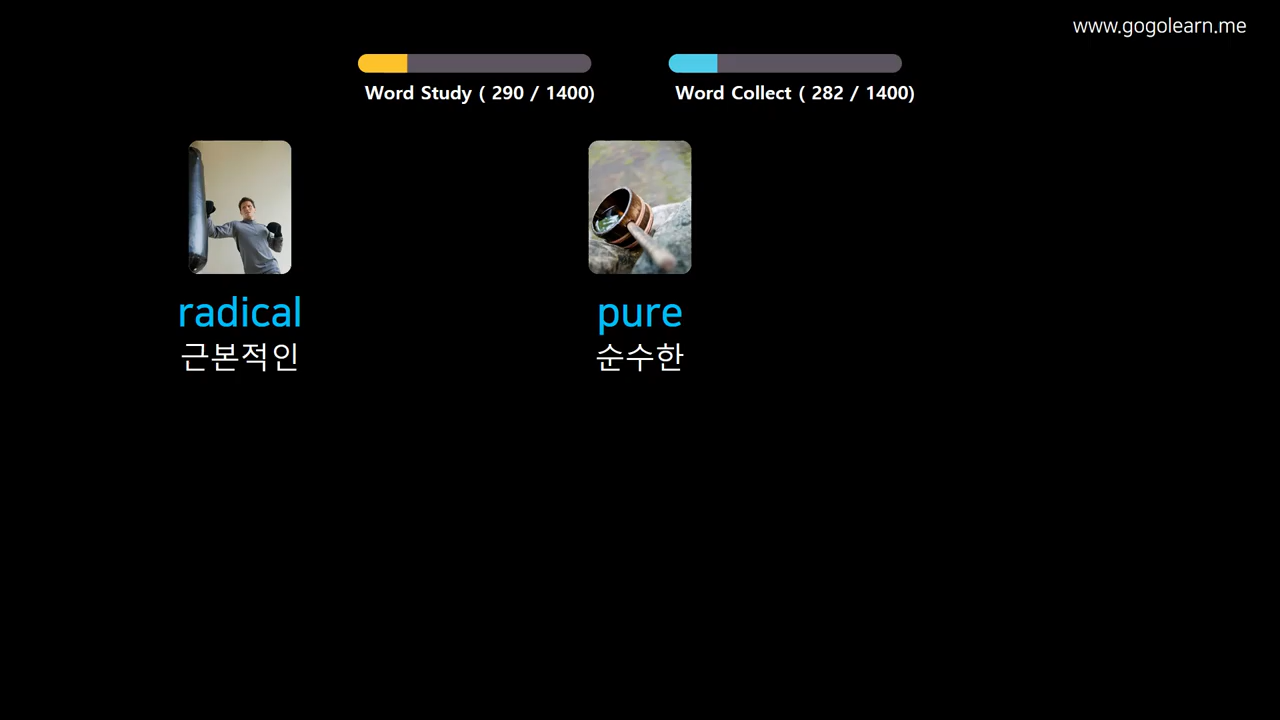 www.gogolearn.me
Word Study ( 290 / 1400)
Word Collect ( 282 / 1400)
radical
근본적인
pure
순수한